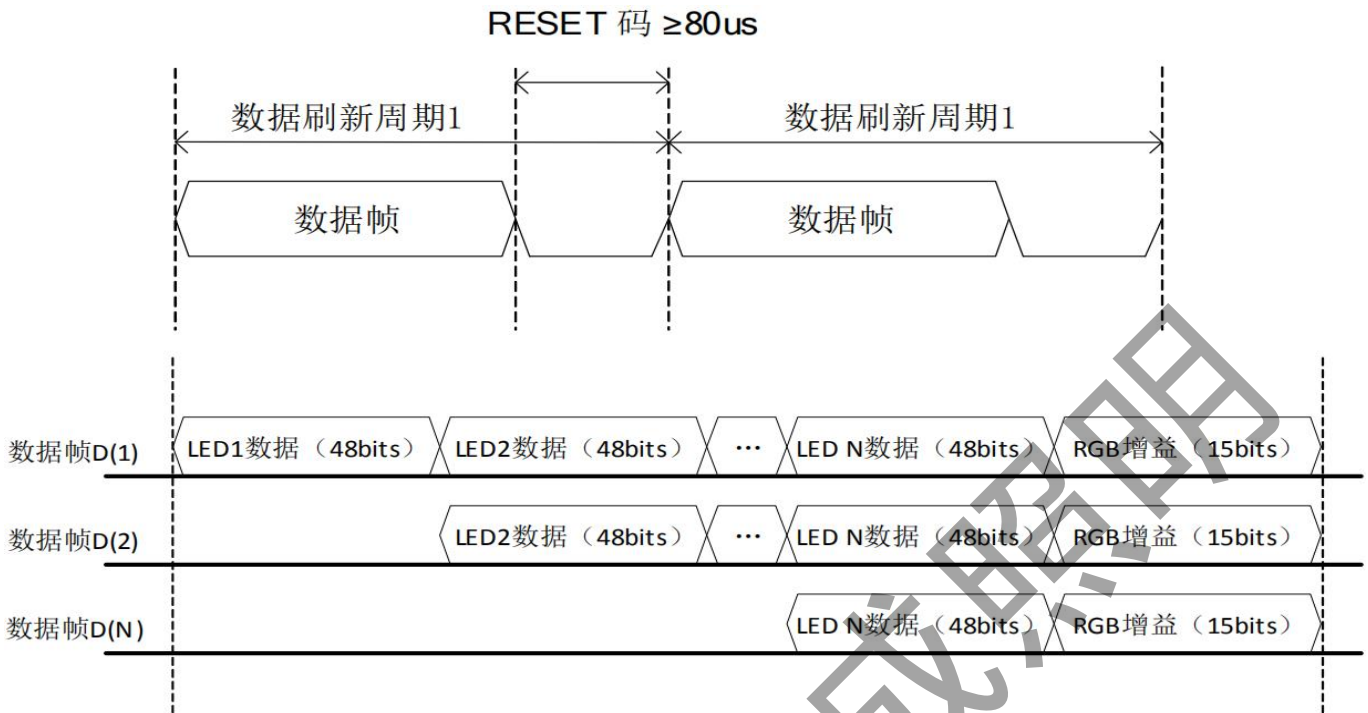 RESET 码 ≥80us
数据刷新周期1 数据刷新周期1
数据帧 数据帧
数据帧D(1) LED1数据（48bits） LED2数据（48bits） ··· LED N数据（48bits） RGB增益（15bits）
数据帧D(2) LED2数据（48bits） ··· LED N数据（48bits） RGB增益（15bits）
数据帧D(N) LED N数据（48bits） RGB增益（15bits）
成照明